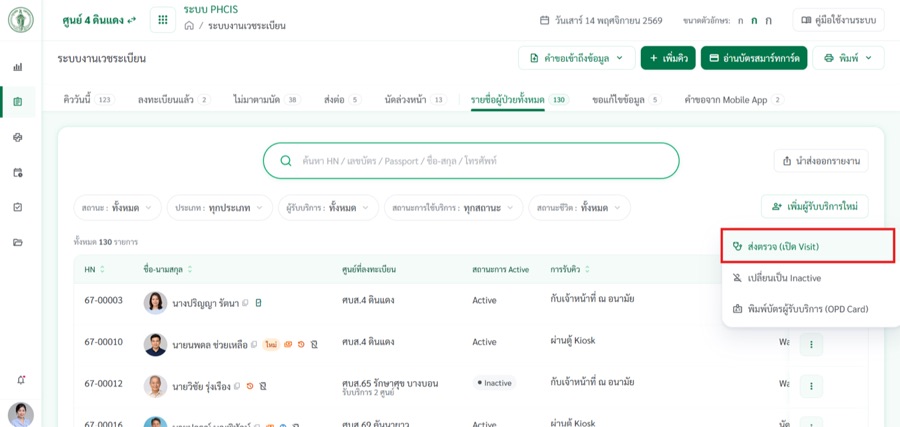 ศูนย์ 4 ดินแดง
ระบบ PHCIS
/ ระบบงานเวชระเบียน
วันเสาร์ 14 พฤศจิกายน 2569
ขนาดตัวอักษร: ก ก ก
คู่มือใช้งานระบบ
ระบบงานเวชระเบียน
คำขอเข้าถึงข้อมูล
+ เพิ่มคิว
อ่านบัตรสมาร์ทการ์ด
พิมพ์
คิววันนี้ 123
ลงทะเบียนแล้ว 2
ไม่มาตามนัด 38
ส่งต่อ 5
นัดล่วงหน้า 13
รายชื่อผู้ป่วยทั้งหมด 130
ขอแก้ไขข้อมูล 5
คำขอจาก Mobile App 2
ค้นหา HN / เลขบัตร / Passport / ชื่อ-สกุล / โทรศัพท์
นำส่งออกรายงาน
สถานะ : ทั้งหมด
ประเภท : ทุกประเภท
ผู้รับบริการ : ทั้งหมด
สถานะการใช้บริการ : ทุกสถานะ
สถานะชีวิต : ทั้งหมด
เพิ่มผู้รับบริการใหม่
ทั้งหมด 130 รายการ
ส่งตรวจ (เปิด Visit)
เปลี่ยนเป็น Inactive
พิมพ์บัตรผู้รับบริการ (OPD Card)
HN ชื่อ-นามสกุล ศูนย์ที่ลงทะเบียน สถานะการ Active การรับคิว
67-00003 นางปริญญา รัตนา ศบส.4 ดินแดง Active กับเจ้าหน้าที่ ณ อนามัย
67-00010 นายนพดล ช่วยเหลือ ใหม่ ศบส.4 ดินแดง Active ผ่านตู้ Kiosk Wa
67-00012 นายวิชัย รุ่งเรือง ศบส.65 รักษาศุข บางบอน Inactive กับเจ้าหน้าที่ ณ อนามัย Wa
รับบริการ 2 ศูนย์
67-00016 Active ผ่านตู้ Kiosk